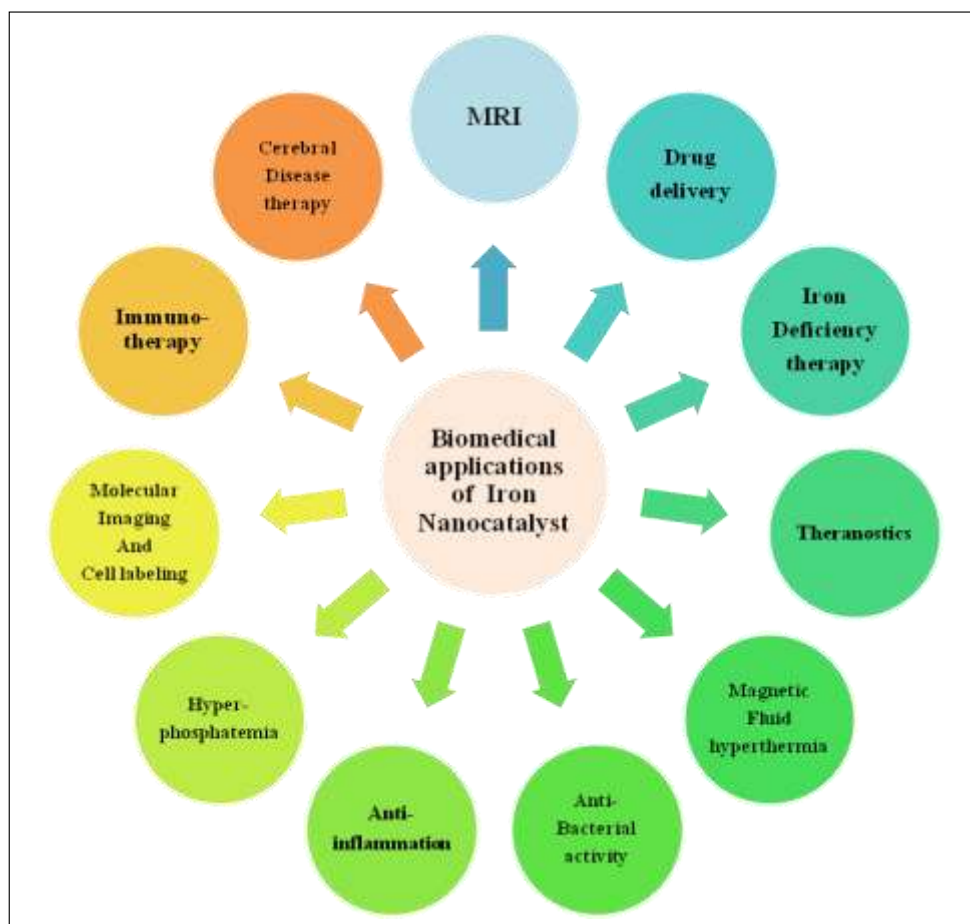 MRI
Drug
delivery
Iron
Deficiency
therapy
Theranostics
Magnetic
Fluid
hyperthermia
Anti-
Bacterial
activity
Anti-
inflammation
Hyper-
phosphatemia
Molecular
Imaging
And
Cell labeling
Immuno-
therapy
Cerebral
Disease
therapy
Biomedical
applications
of Iron
Nanocatalyst